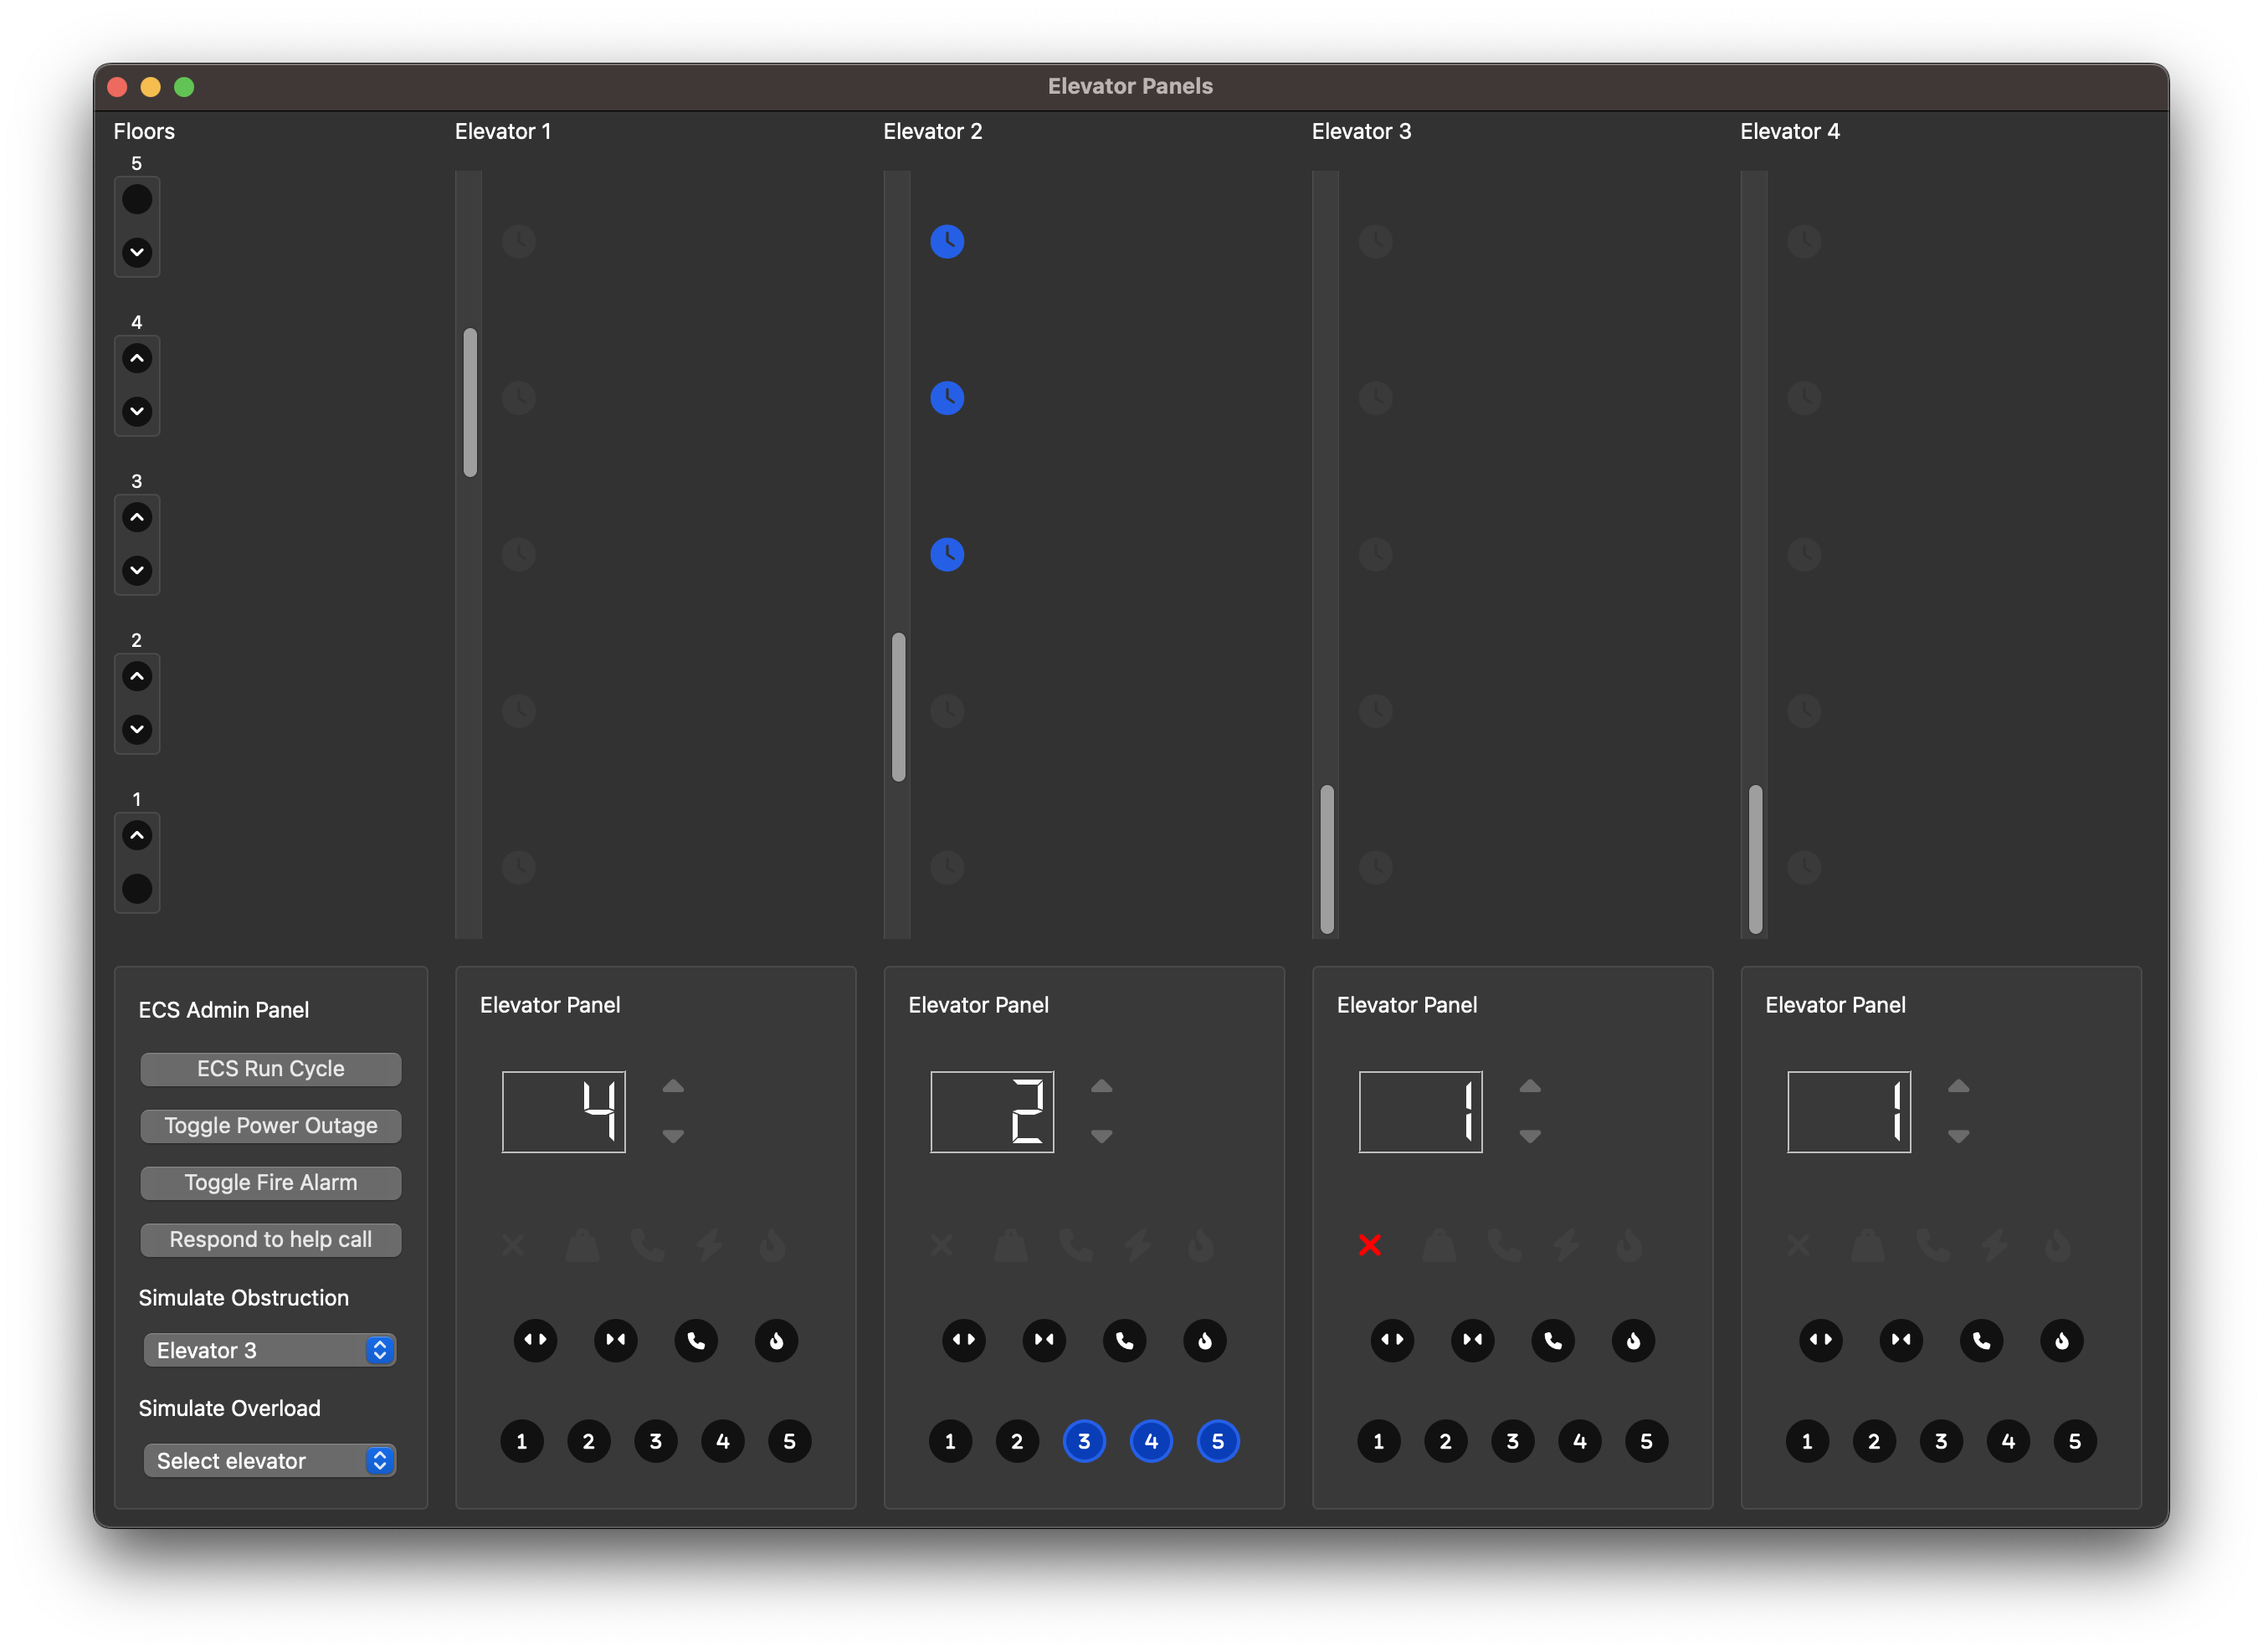 Elevator Panels
Floors
Elevator 1
Elevator 2
Elevator 3
Elevator 4
5
4
3
2
1
ECS Admin Panel
ECS Run Cycle
Toggle Power Outage
Toggle Fire Alarm
Respond to help call
Simulate Obstruction
Elevator 3
Simulate Overload
Select elevator
Elevator Panel
4
1 2 3 4 5
Elevator Panel
2
1 2 3 4 5
Elevator Panel
1
1 2 3 4 5
Elevator Panel
1
1 2 3 4 5